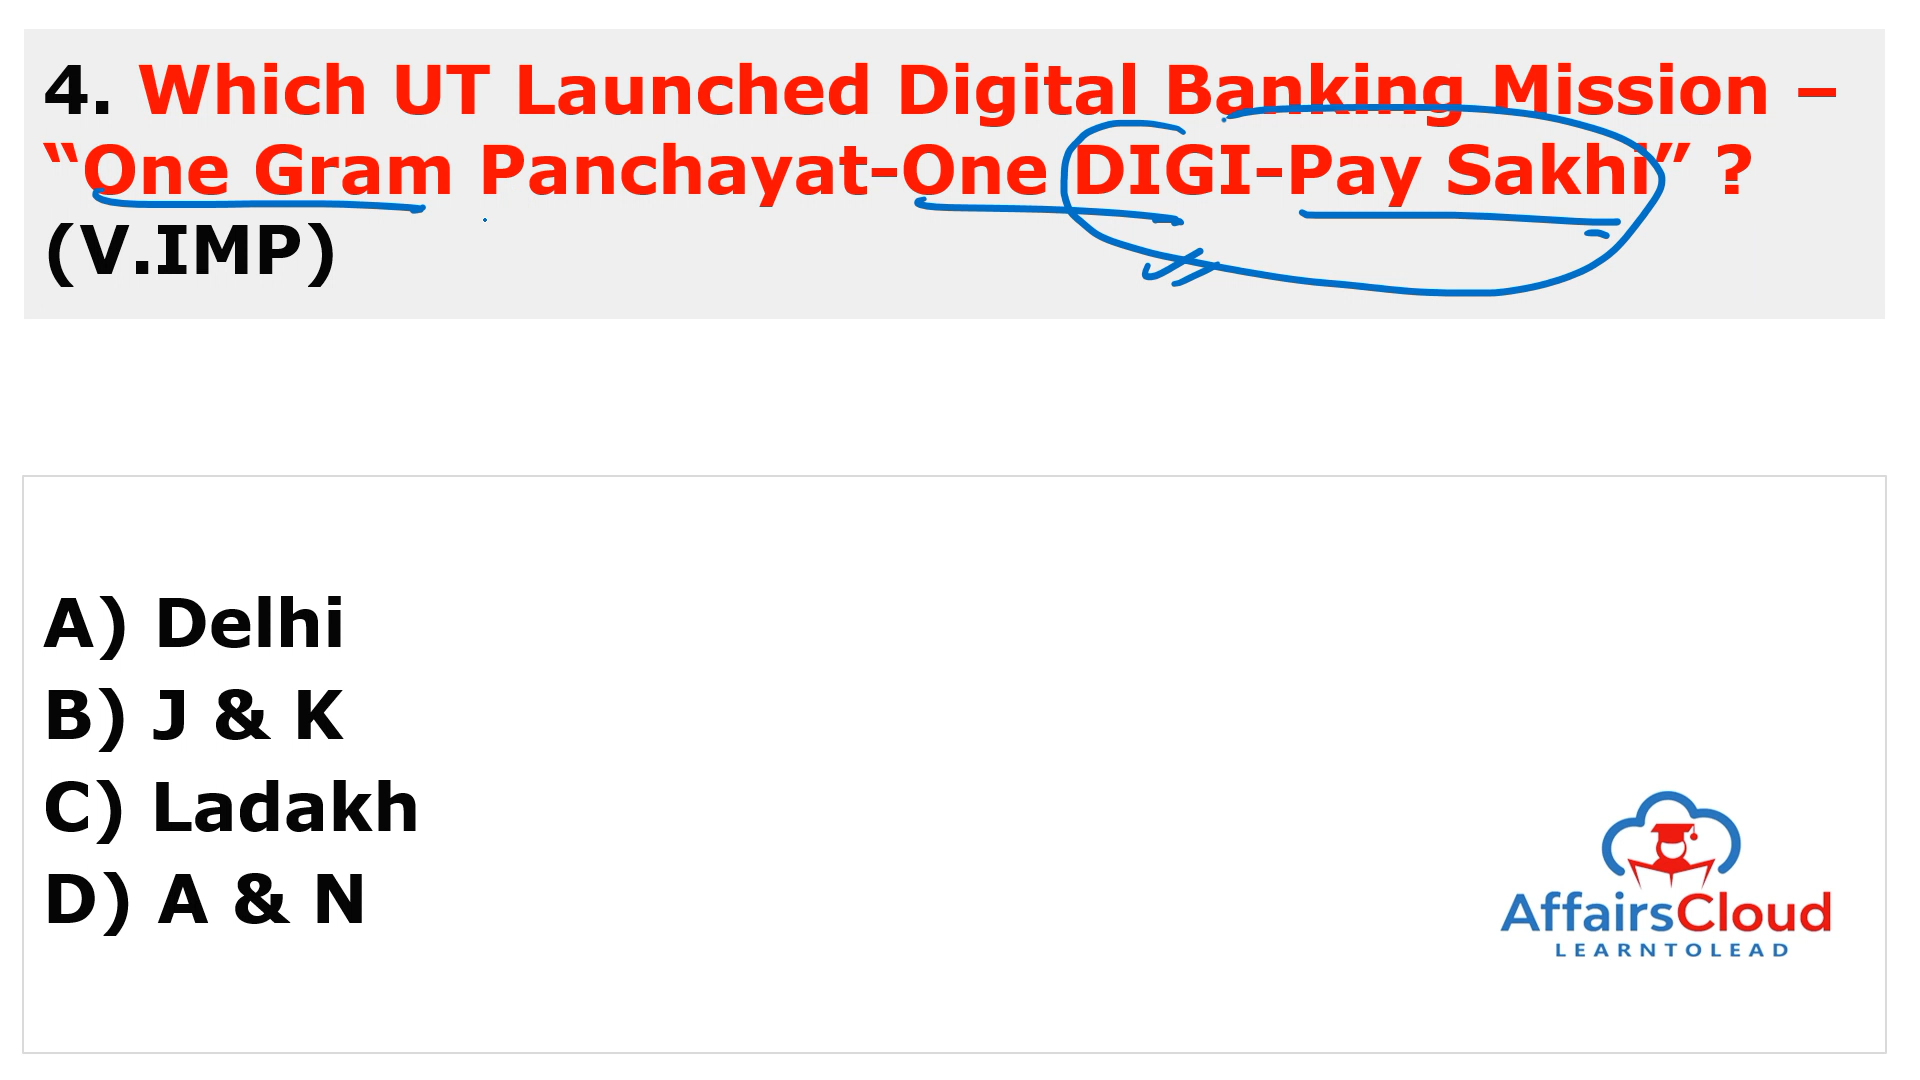 4. Which UT Launched Digital Banking Mission –
“One Gram Panchayat-One DIGI-Pay Sakhi” ?
(V.IMP)
A) Delhi
B) J & K
C) Ladakh
D) A & N
AffairsCloud
LEARNTOLEAD